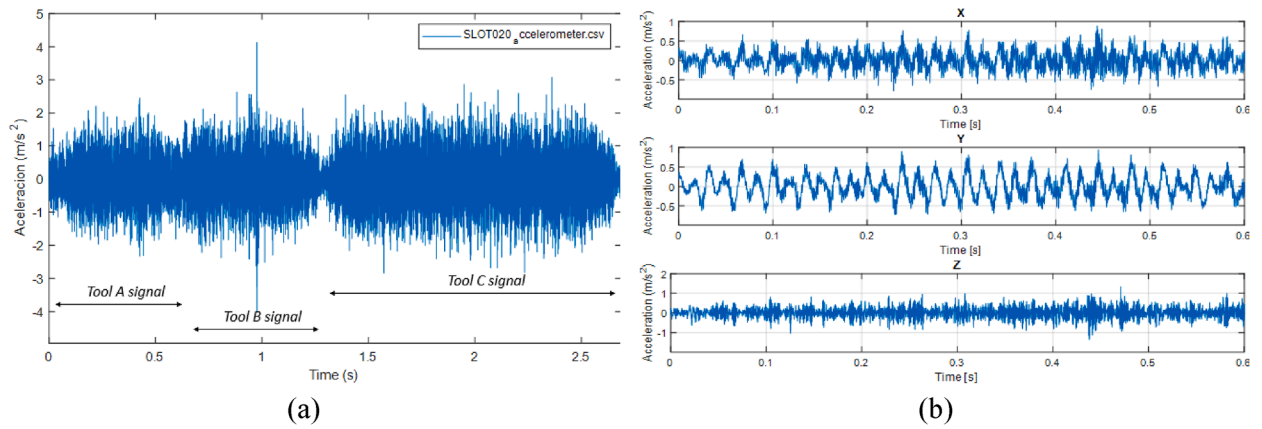 5
4
3
2
1
0
-1
-2
-3
-4
Aceleracion (m/s²)
SLOT020ₐccelerometer.csv
Tool A signal
Tool B signal
Tool C signal
0
0.5
1
1.5
2
2.5
Time (s)
(a)
X
Acceleration (m/s²)
1
0.5
0
-0.5
0
0.1
0.2
0.3
0.4
0.5
0.6
Time [s]
Y
Acceleration (m/s²)
1
0.5
0
-0.5
0
0.1
0.2
0.3
0.4
0.5
0.6
Time [s]
Z
Acceleration (m/s²)
2
1
0
-1
0
0.1
0.2
0.3
0.4
0.5
0.6
Time [s]
(b)